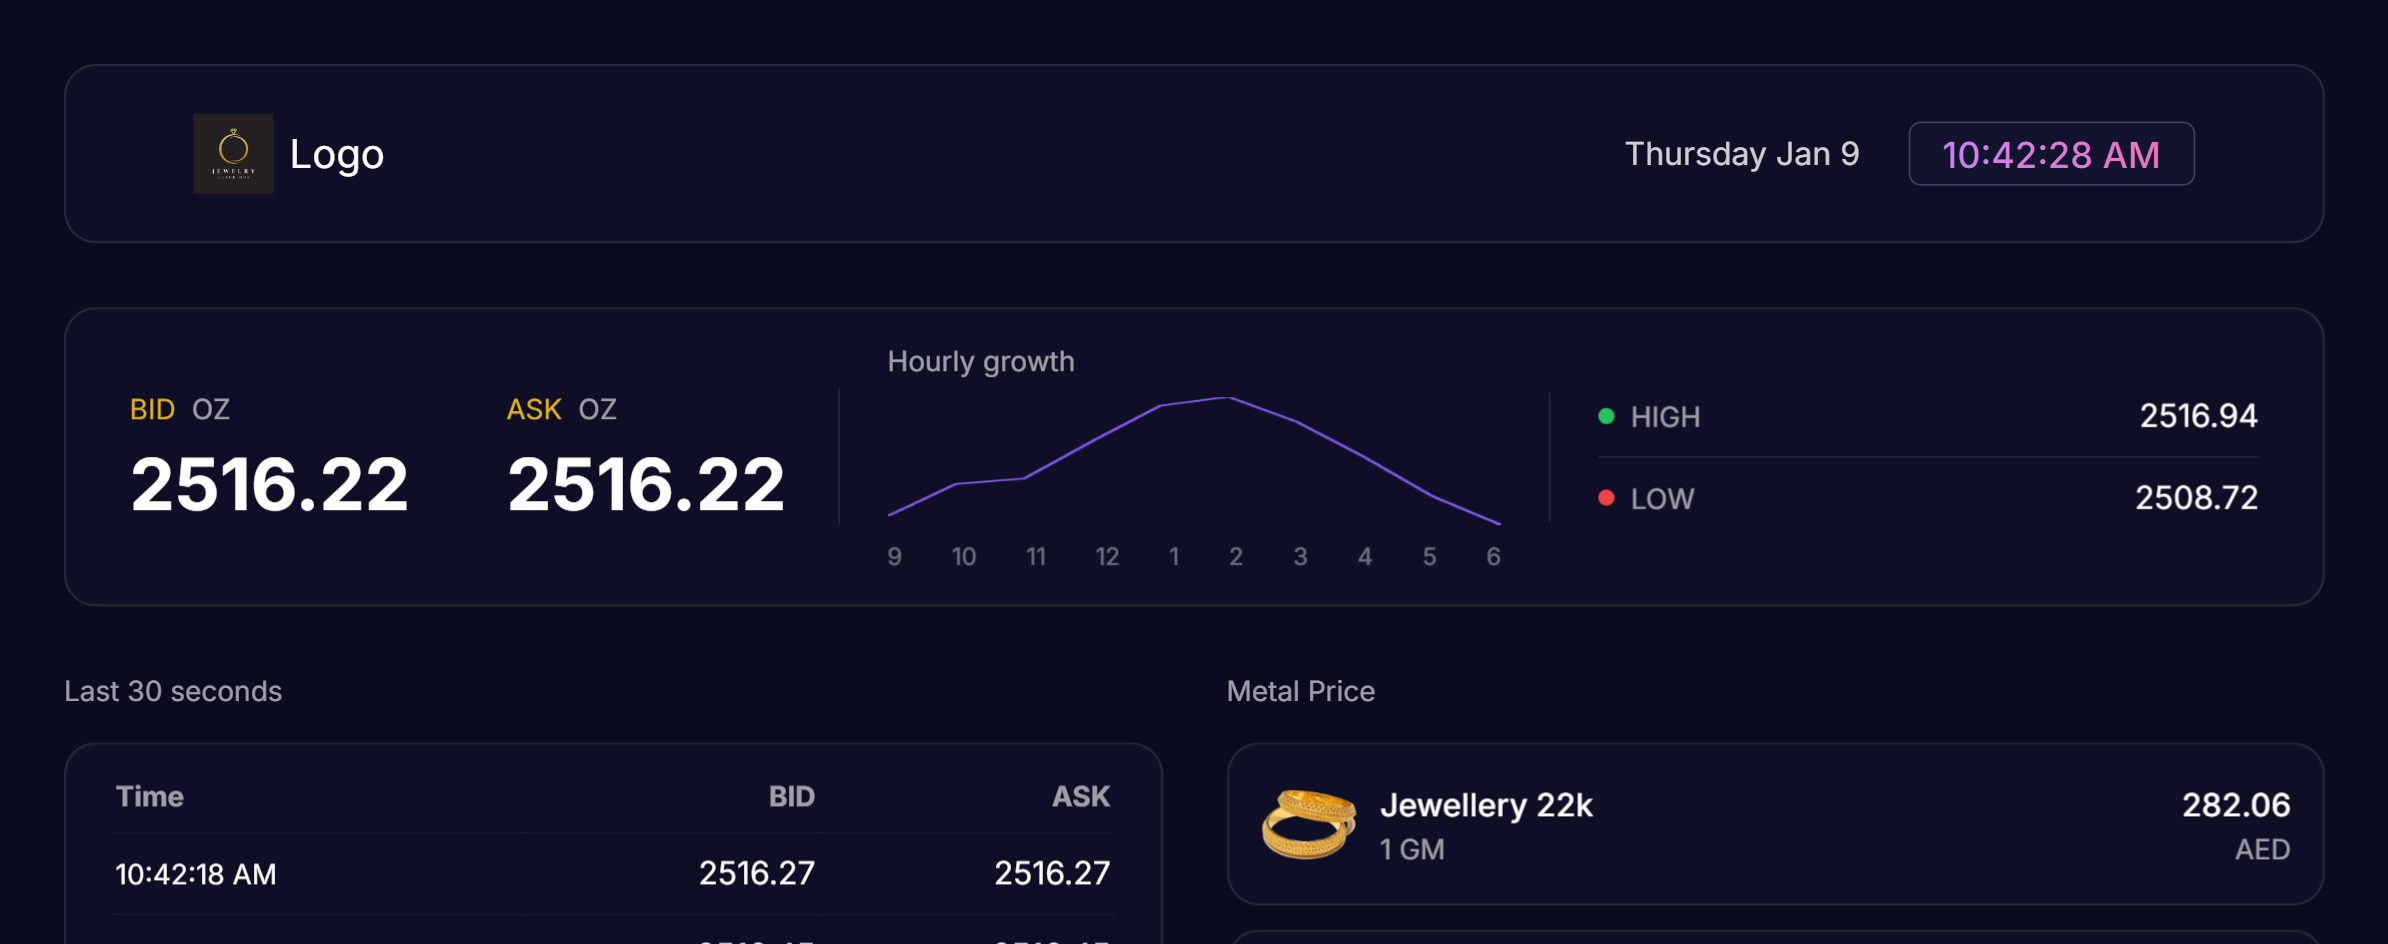 JEWELRY
Logo
Thursday Jan 9
10:42:28 AM
BID OZ
2516.22
ASK OZ
2516.22
Hourly growth
9 10 11 12 1 2 3 4 5 6
HIGH 2516.94
LOW 2508.72
Last 30 seconds
Time BID ASK
10:42:18 AM 2516.27 2516.27
Metal Price
Jewellery 22k 282.06
1 GM AED